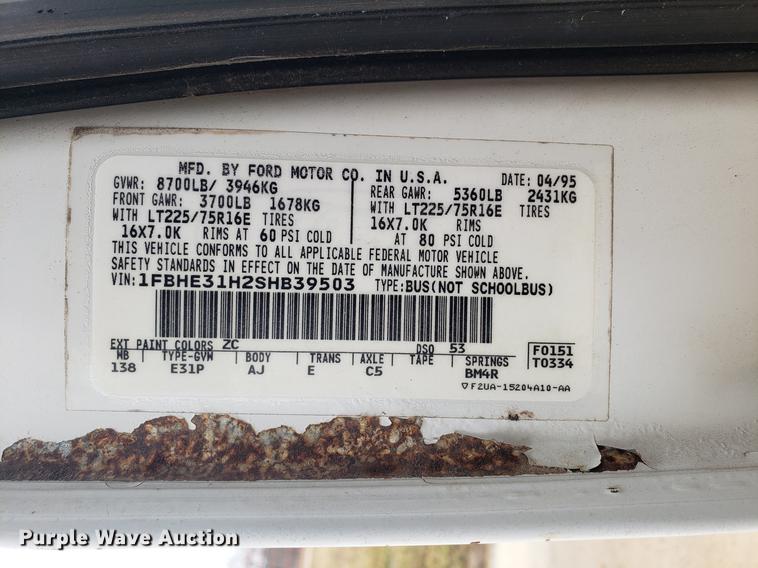 MFD. BY FORD MOTOR CO. IN U.S.A.
DATE: 04/95
GVWR: 8700LB/ 3946KG
FRONT GAWR: 3700LB 1678KG
WITH LT225/75R16E TIRES
16X7.0K RIMS AT 60 PSI COLD
REAR GAWR: 5360LB 2431KG
WITH LT225/75R16E TIRES
16X7.0K RIMS
AT 80 PSI COLD
THIS VEHICLE CONFORMS TO ALL APPLICABLE FEDERAL MOTOR VEHICLE
SAFETY STANDARDS IN EFFECT ON THE DATE OF MANUFACTURE SHOWN ABOVE.
VIN: 1FBHE31H2SHB39503 TYPE: BUS(NOT SCHOOLBUS)
EXT PAINT COLORS ZC DSO 53
WB TYPE-GVW BODY TRANS AXLE TAPE SPRINGS
138 E31P AJ E C5 BM4R
F0151
T0334
▽F2UA-15204A10-AA
Purple Wave Auction
Purple Wave Auction